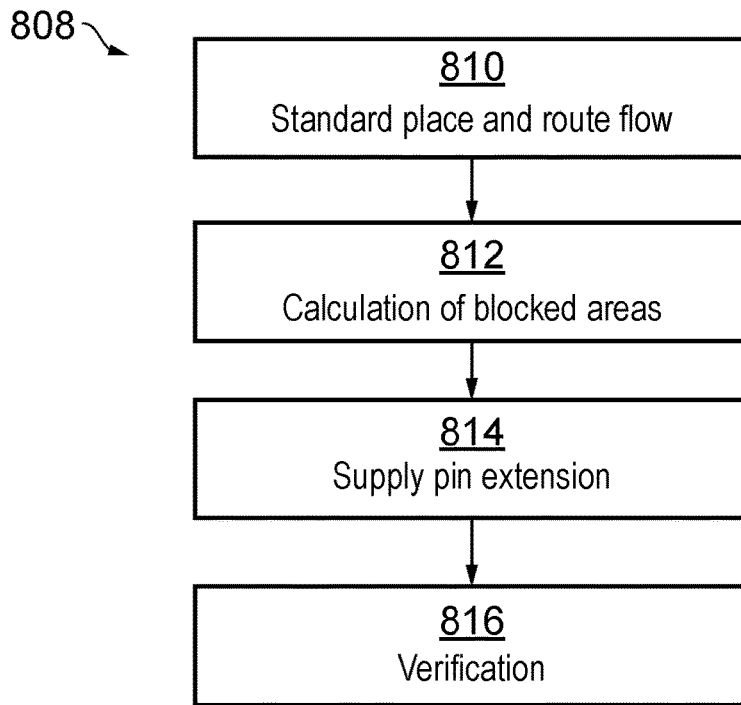 808
810
Standard place and route flow
812
Calculation of blocked areas
814
Supply pin extension
816
Verification